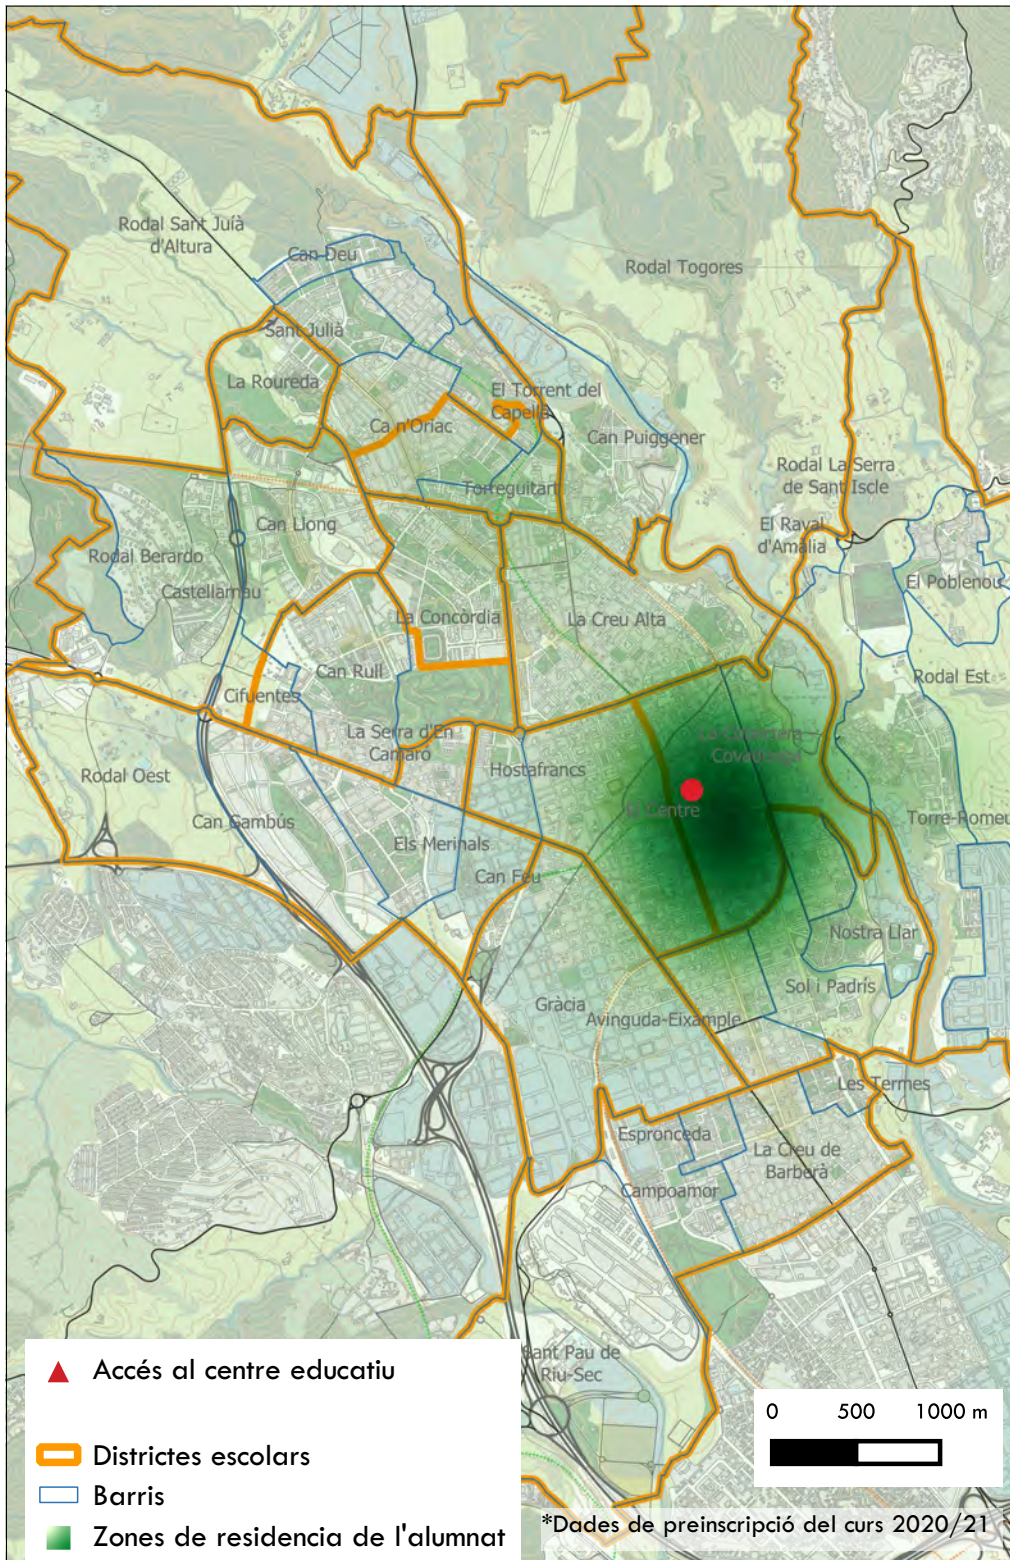 Rodal Sant Juíà
d'Altura
Can Deu
Rodal Togores
Sant Julià
La Roureda
El Torrent del
Capellà
Ca n'Oriac
Can Puiggener
Rodal La Serra
de Sant Iscle
Torreguitart
Can Llong
El Raval
d'Amàlia
Rodal Berardo
El Poblenou
Castellarnau
La Concòrdia
La Creu Alta
Can Rull
Rodal Est
Cifuentes
La Serra d'En
Camaró
La Cobertera
Covadonga
Hostafrancs
Rodal Oest
El Centre
Can Gambús
Torre-Romeu
Els Merinals
Can Feu
Nostra Llar
Sol i Padrís
Gràcia
Avinguda-Eixample
Les Termes
Espronceda
La Creu de
Barberà
Campoamor
Sant Pau de
Riu-Sec
Accés al centre educatiu
Districtes escolars
Barris
Zones de residencia de l'alumnat
0 500 1000 m
*Dades de preinscripció del curs 2020/21